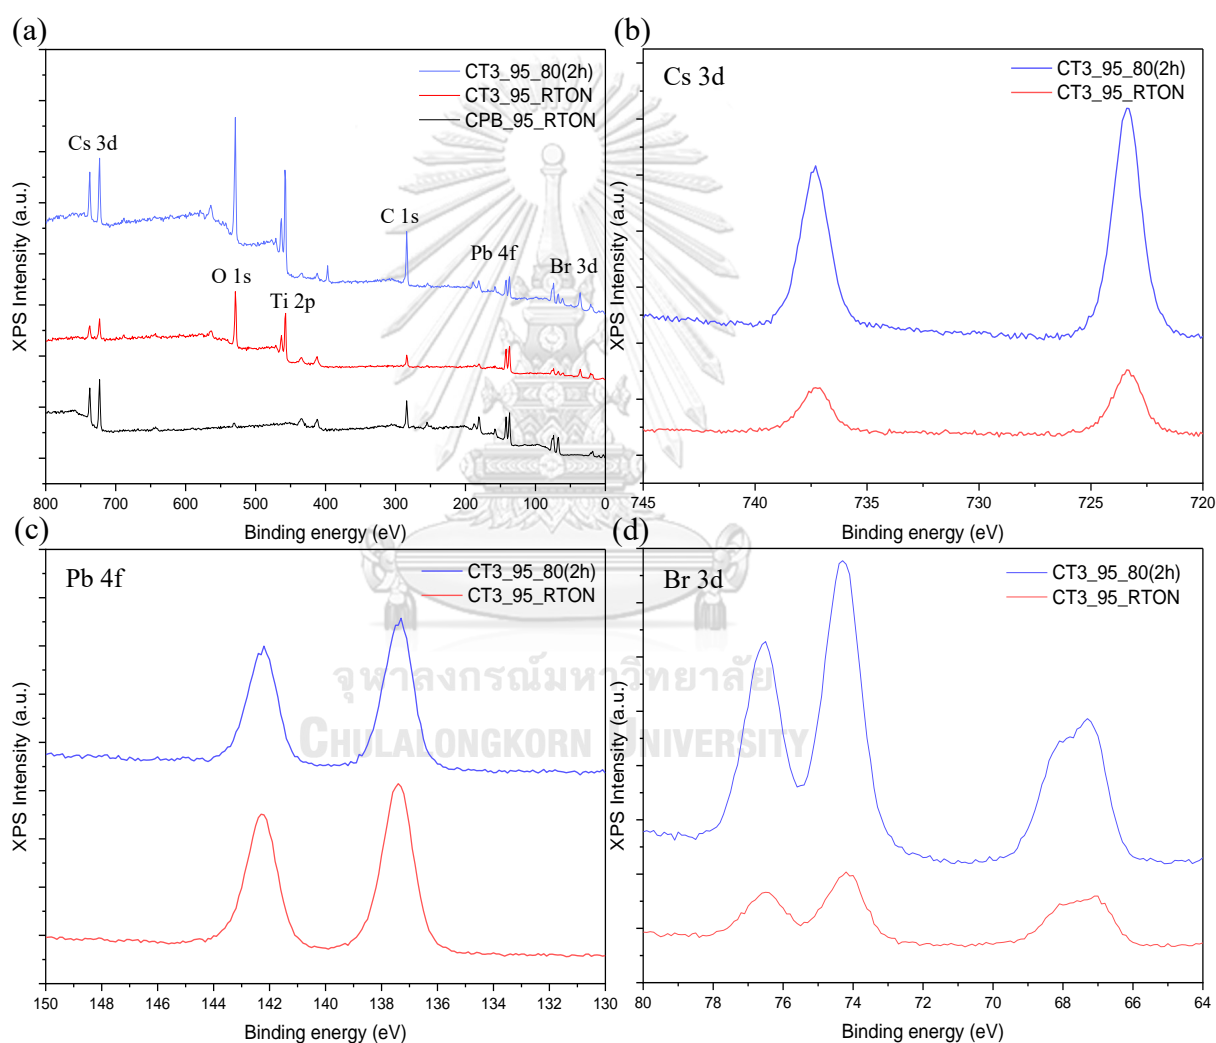 (a)
CT3_95_80(2h)
CT3_95_RTON
CPB_95_RTON
Cs 3d
O 1s
Ti 2p
C 1s
Pb 4f
Br 3d
XPS Intensity (a.u.)
800 700 600 500 400 300 200 100 0
Binding energy (eV)
(b)
Cs 3d
CT3_95_80(2h)
CT3_95_RTON
XPS Intensity (a.u.)
745 740 735 730 725 720
Binding energy (eV)
(c)
Pb 4f
CT3_95_80(2h)
CT3_95_RTON
XPS Intensity (a.u.)
150 148 146 144 142 140 138 136 134 132 130
Binding energy (eV)
(d)
Br 3d
CT3_95_80(2h)
CT3_95_RTON
XPS Intensity (a.u.)
80 78 76 74 72 70 68 66 64
Binding energy (eV)
จุฬาลงกรณ์มหาวิทยาลัย
CHULALONGKORN UNIVERSITY